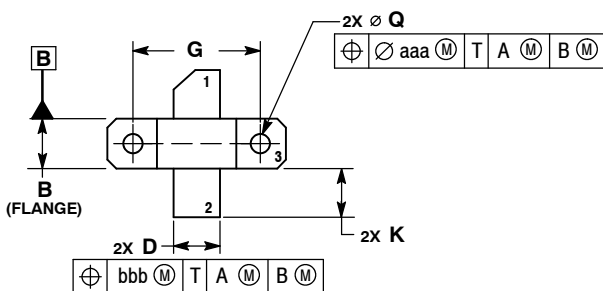 2X ⌀ Q
G
⌖ ⌀ aaa Ⓜ T A Ⓜ B Ⓜ
B
1
3
B
(FLANGE)
2
2X K
2X D
⌖ bbb Ⓜ T A Ⓜ B Ⓜ